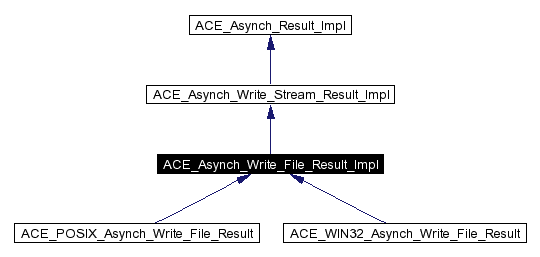 ACE_Asynch_Result_Impl
ACE_Asynch_Write_Stream_Result_Impl
ACE_Asynch_Write_File_Result_Impl
ACE_POSIX_Asynch_Write_File_Result
ACE_WIN32_Asynch_Write_File_Result